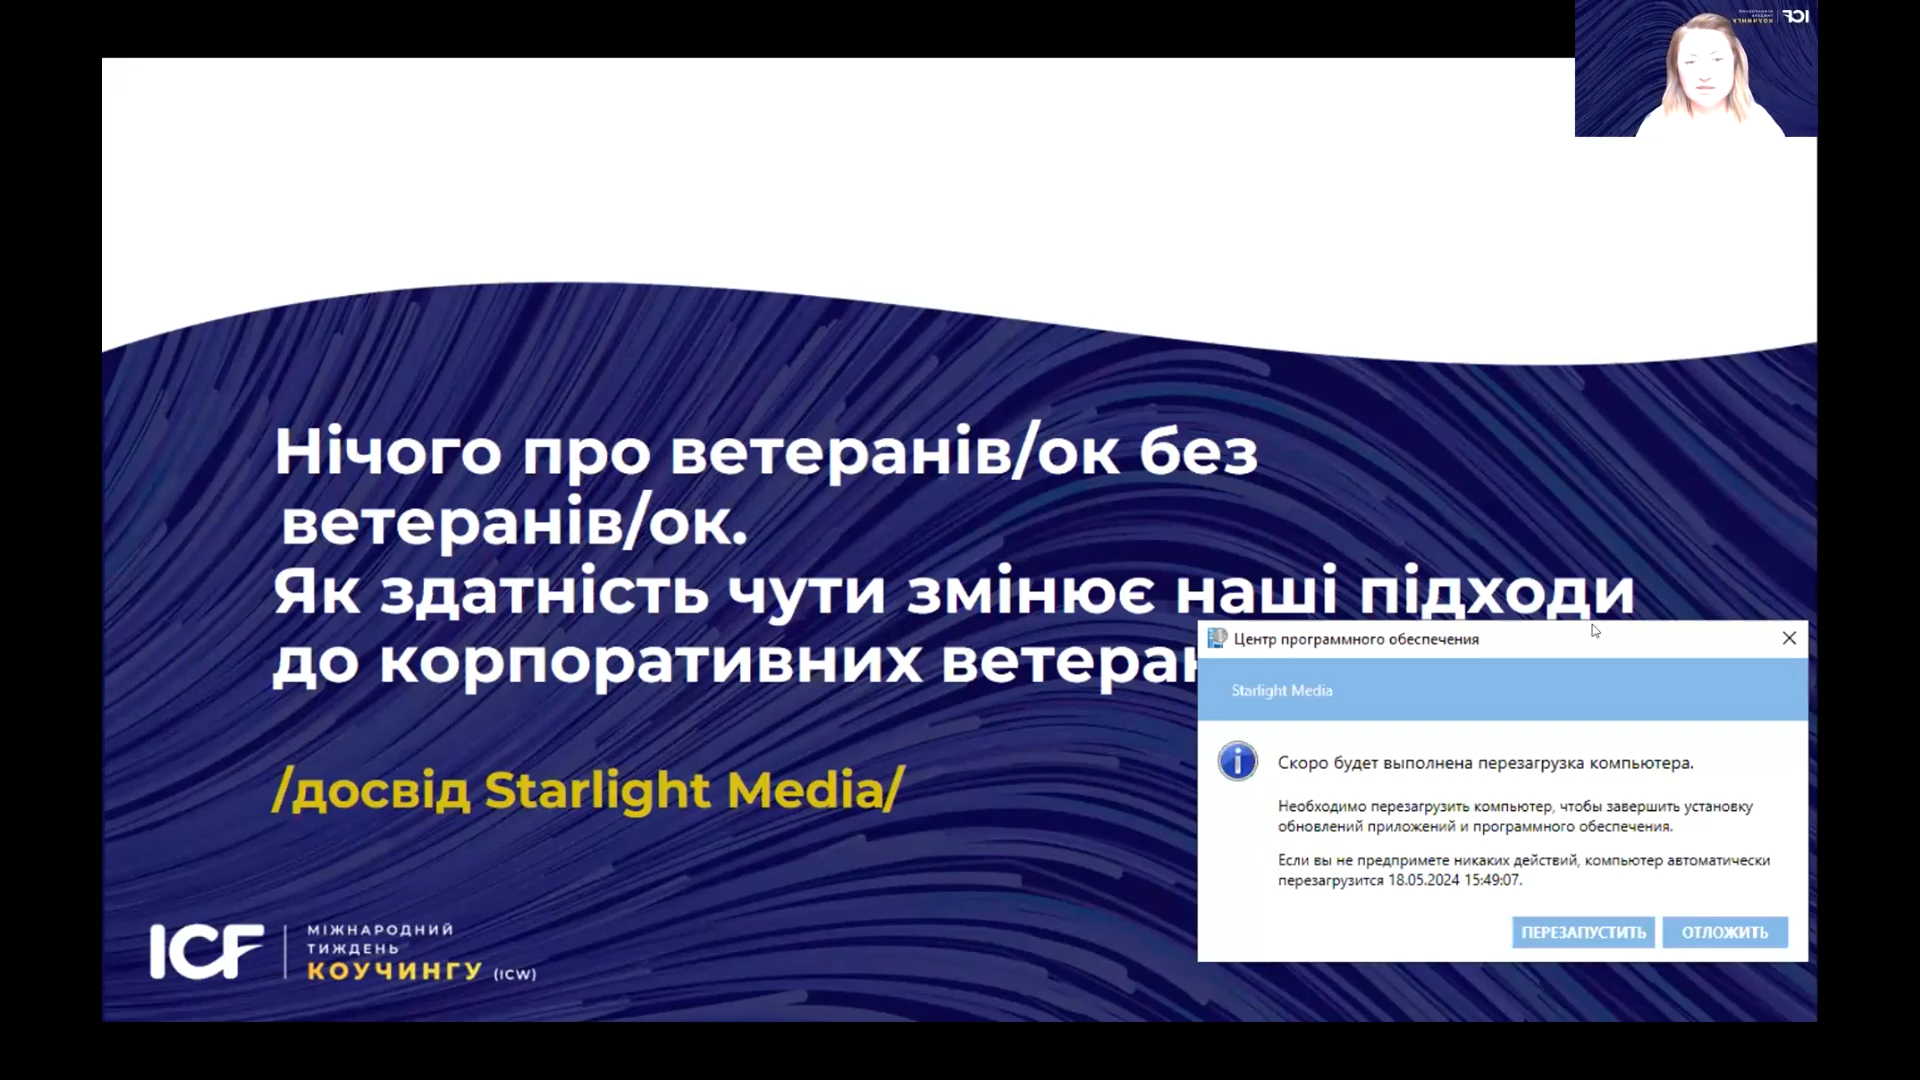 Нічого про ветеранів/ок без
ветеранів/ок.
Як здатність чути змінює наші підходи
до корпоративних
/досвід Starlight Media/
ICF
МІЖНАРОДНИЙ
ТИЖДЕНЬ
КОУЧИНГУ (ICW)
Центр программного обеспечения
Starlight Media
Скоро будет выполнена перезагрузка компьютера.
Необходимо перезагрузить компьютер, чтобы завершить установку
обновлений приложений и программного обеспечения.
Если вы не предпримете никаких действий, компьютер автоматически
перезагрузится 18.05.2024 15:49:07.
ПЕРЕЗАПУСТИТЬ ОТЛОЖИТЬ